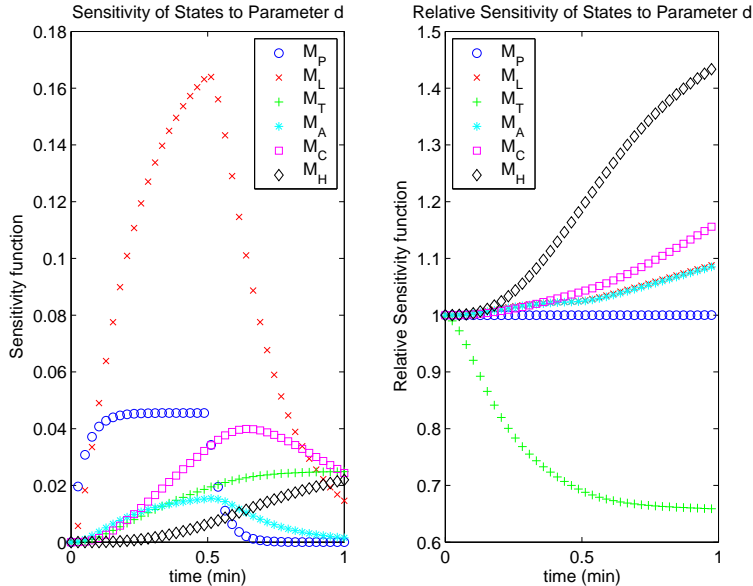 Sensitivity of States to Parameter d
Sensitivity function
0.18
0.16
0.14
0.12
0.1
0.08
0.06
0.04
0.02
0
0
0.5
1
time (min)
M_P
M_L
M_T
M_A
M_C
M_H
Relative Sensitivity of States to Parameter d
Relative Sensitivity function
1.5
1.4
1.3
1.2
1.1
1
0.9
0.8
0.7
0.6
0
0.5
1
time (min)
M_P
M_L
M_T
M_A
M_C
M_H